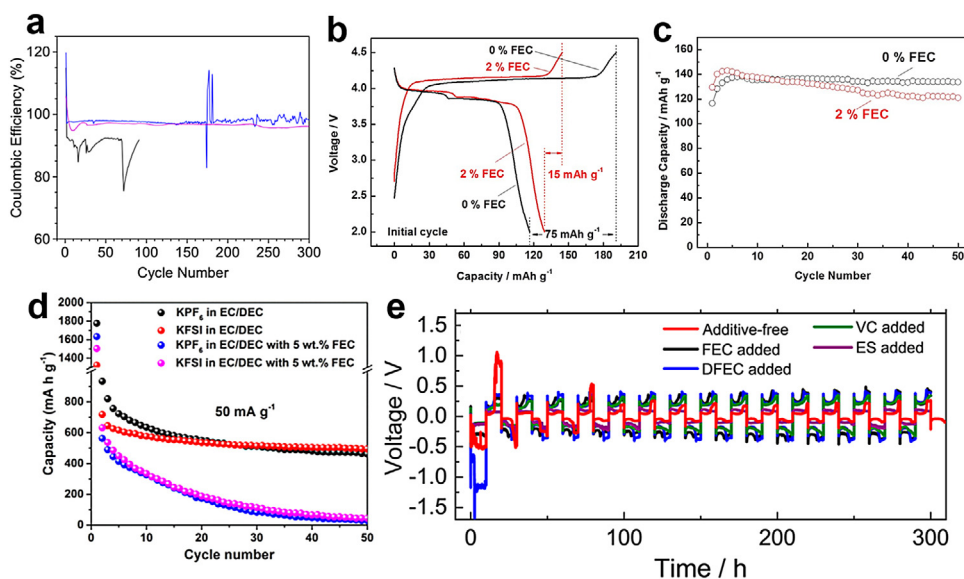 a
Coulombic Efficiency (%)
120
100
80
60
0 50 100 150 200 250 300
Cycle Number
b
Voltage / V
4.5
4.0
3.5
3.0
2.5
2.0
0 % FEC
2 % FEC
2 % FEC
0 % FEC
15 mAh g⁻¹
75 mAh g⁻¹
Initial cycle
0 30 60 90 120 150 180 210
Capacity / mAh g⁻¹
c
Discharge Capacity / mAh g⁻¹
160
140
120
100
80
60
40
20
0
0 % FEC
2 % FEC
0 10 20 30 40 50
Cycle Number
d
Capacity (mA h g⁻¹)
2000
1800
1600
1400
800
600
400
200
0
KPF₆ in EC/DEC
KFSI in EC/DEC
KPF₆ in EC/DEC with 5 wt.% FEC
KFSI in EC/DEC with 5 wt.% FEC
50 mA g⁻¹
0 10 20 30 40 50
Cycle number
e
Voltage / V
1.5
1.0
0.5
0.0
-0.5
-1.0
-1.5
Additive-free
FEC added
DFEC added
VC added
ES added
0 100 200 300
Time / h